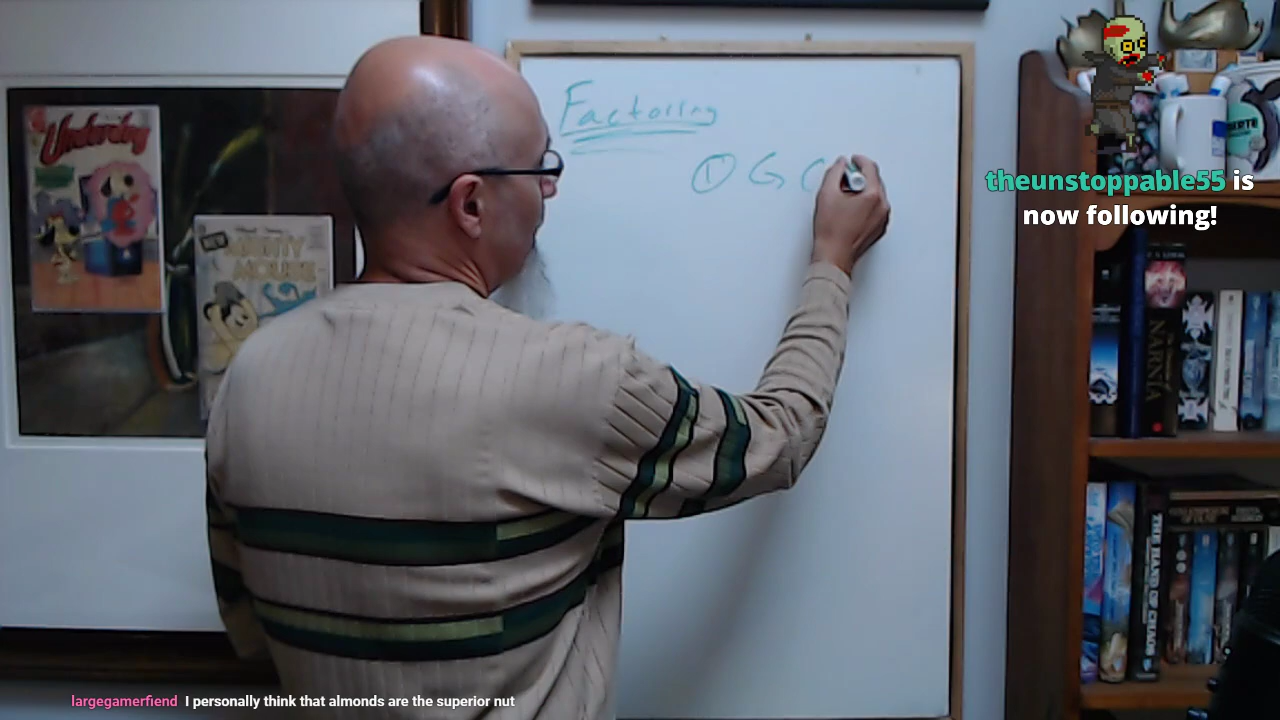 Factoring
① G C
theunstoppable55 is
now following!
Underdog
MIGHTY
MOUSE
NARNIA
THE HAND OF CHAOS
largegamerfiend I personally think that almonds are the superior nut